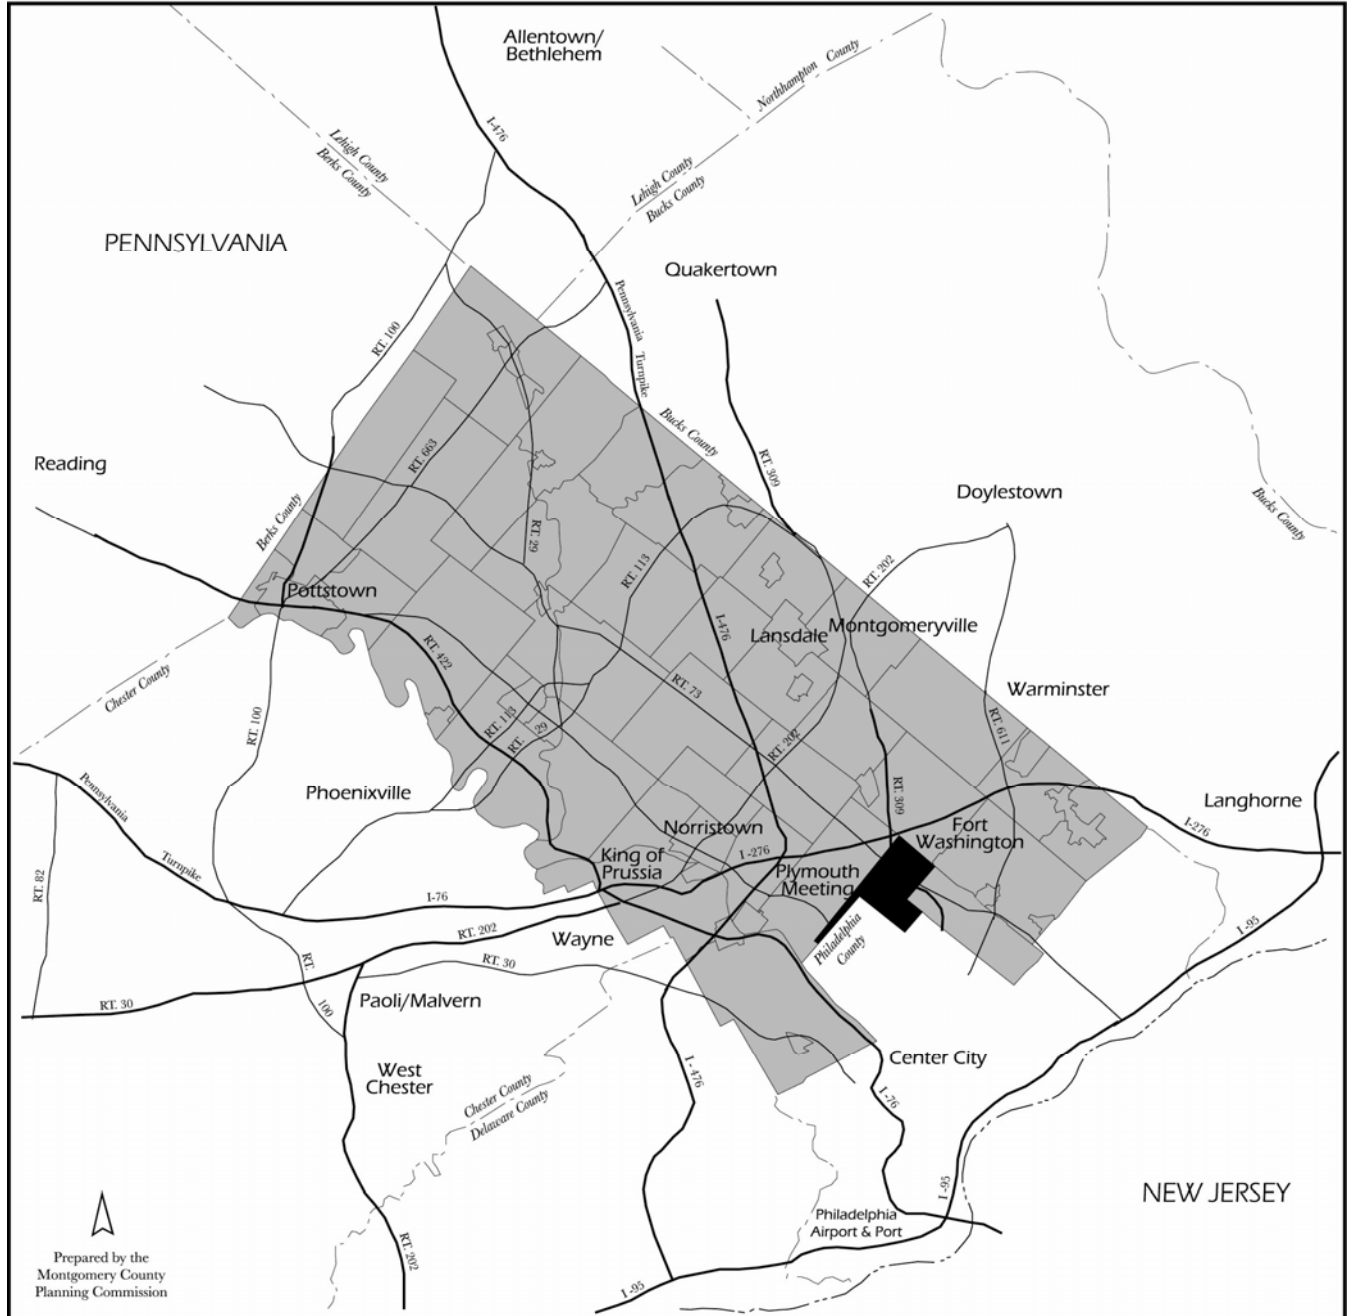 Allentown/
Bethlehem
Northhampton County
I-476
Lehigh County
Berks County
Lehigh County
Bucks County
PENNSYLVANIA
Quakertown
Pennsylvania Turnpike
RT. 100
Bucks County
RT. 663
RT. 309
Reading
Doylestown
Bucks County
Berks County
RT. 29
RT. 113
RT. 202
Pottstown
I-476
Lansdale
Montgomeryville
RT. 422
RT. 73
Warminster
Chester County
RT. 100
RT. 113
RT. 29
RT. 202
RT. 611
Pennsylvania
Turnpike
Phoenixville
RT. 309
Langhorne
Norristown
Fort
Washington
I-276
King of
Prussia
I-276
Plymouth
Meeting
RT. 82
I-76
Philadelphia
County
I-95
RT. 202
Wayne
RT. 30
RT. 100
RT. 30
Paoli/Malvern
West
Chester
Center City
I-476
I-76
Chester County
Delaware County
I-95
NEW JERSEY
Philadelphia
Airport & Port
RT. 202
I-95
Prepared by the
Montgomery County
Planning Commission